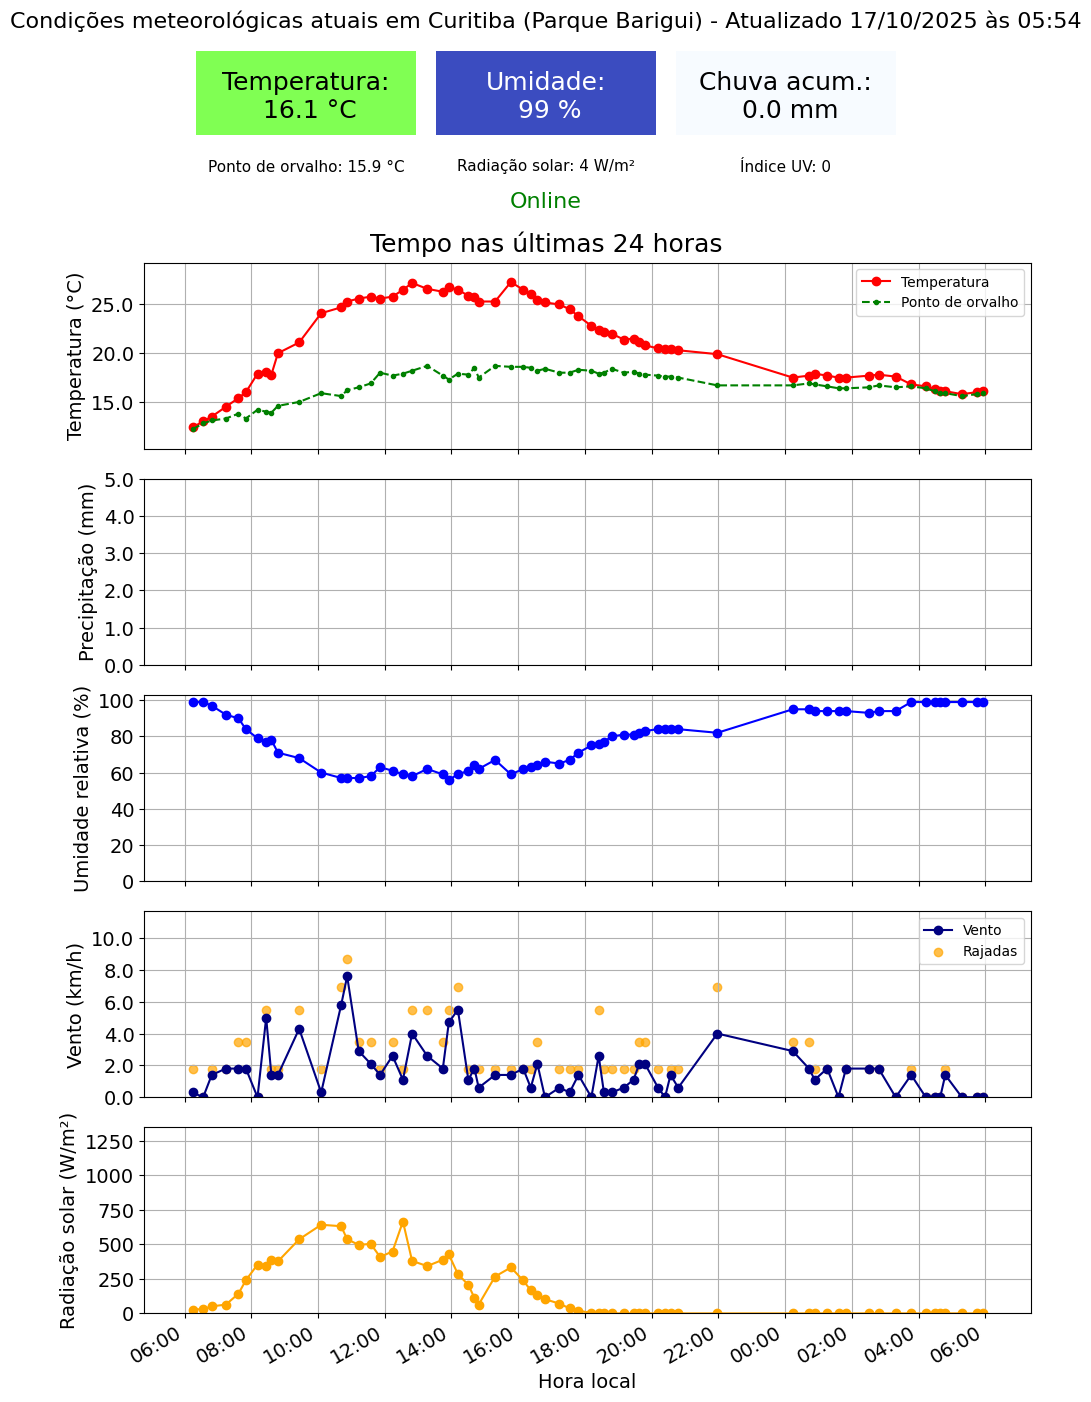 Condições meteorológicas atuais em Curitiba (Parque Barigui) - Atualizado 17/10/2025 às 05:54
Temperatura:
16.1 °C
Umidade:
99 %
Chuva acum.:
0.0 mm
Ponto de orvalho: 15.9 °C
Radiação solar: 4 W/m²
Índice UV: 0
Online
Tempo nas últimas 24 horas
Temperatura (°C)
25.0
20.0
15.0
Temperatura
Ponto de orvalho
Precipitação (mm)
5.0
4.0
3.0
2.0
1.0
0.0
Umidade relativa (%)
100
80
60
40
20
0
Vento (km/h)
10.0
8.0
6.0
4.0
2.0
0.0
Vento
Rajadas
Radiação solar (W/m²)
1250
1000
750
500
250
0
06:00
08:00
10:00
12:00
14:00
16:00
18:00
20:00
22:00
00:00
02:00
04:00
06:00
Hora local